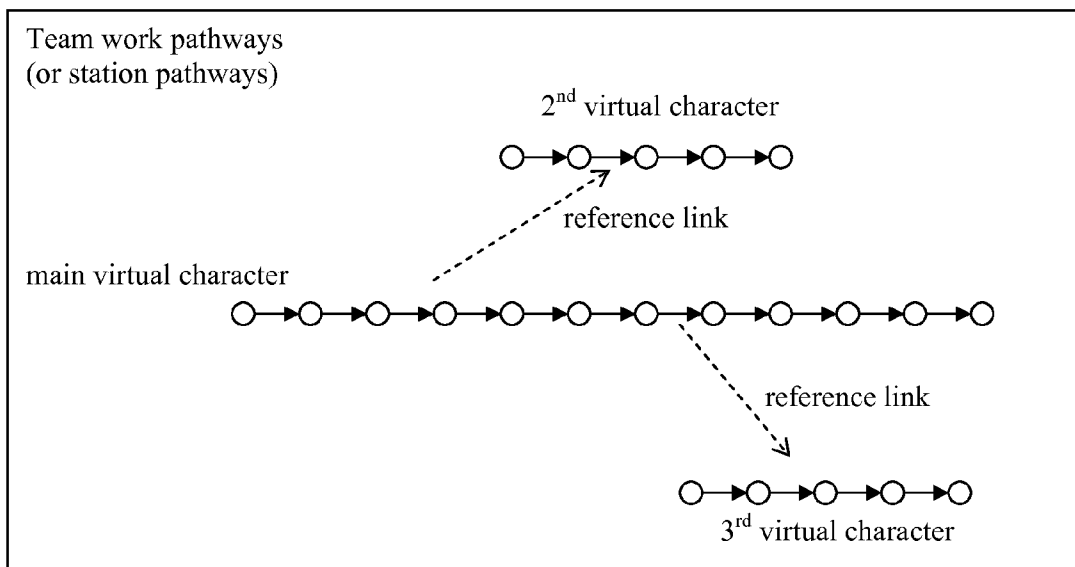 Team work pathways
(or station pathways)
2nd virtual character
reference link
main virtual character
reference link
3rd virtual character